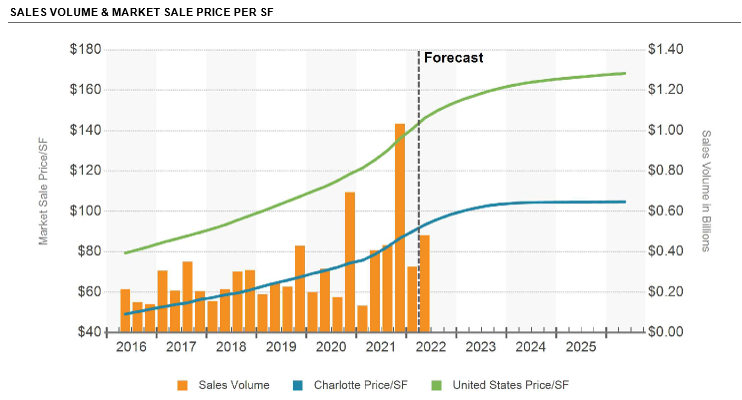 SALES VOLUME & MARKET SALE PRICE PER SF
Forecast
$180 $1.40
$160 $1.20
$140 $1.00
$120 $0.80
$100 $0.60
$80 $0.40
$60 $0.20
$40 $0.00
Market Sale Price/SF
Sales Volume in Billions
2016 2017 2018 2019 2020 2021 2022 2023 2024 2025
Sales Volume Charlotte Price/SF United States Price/SF